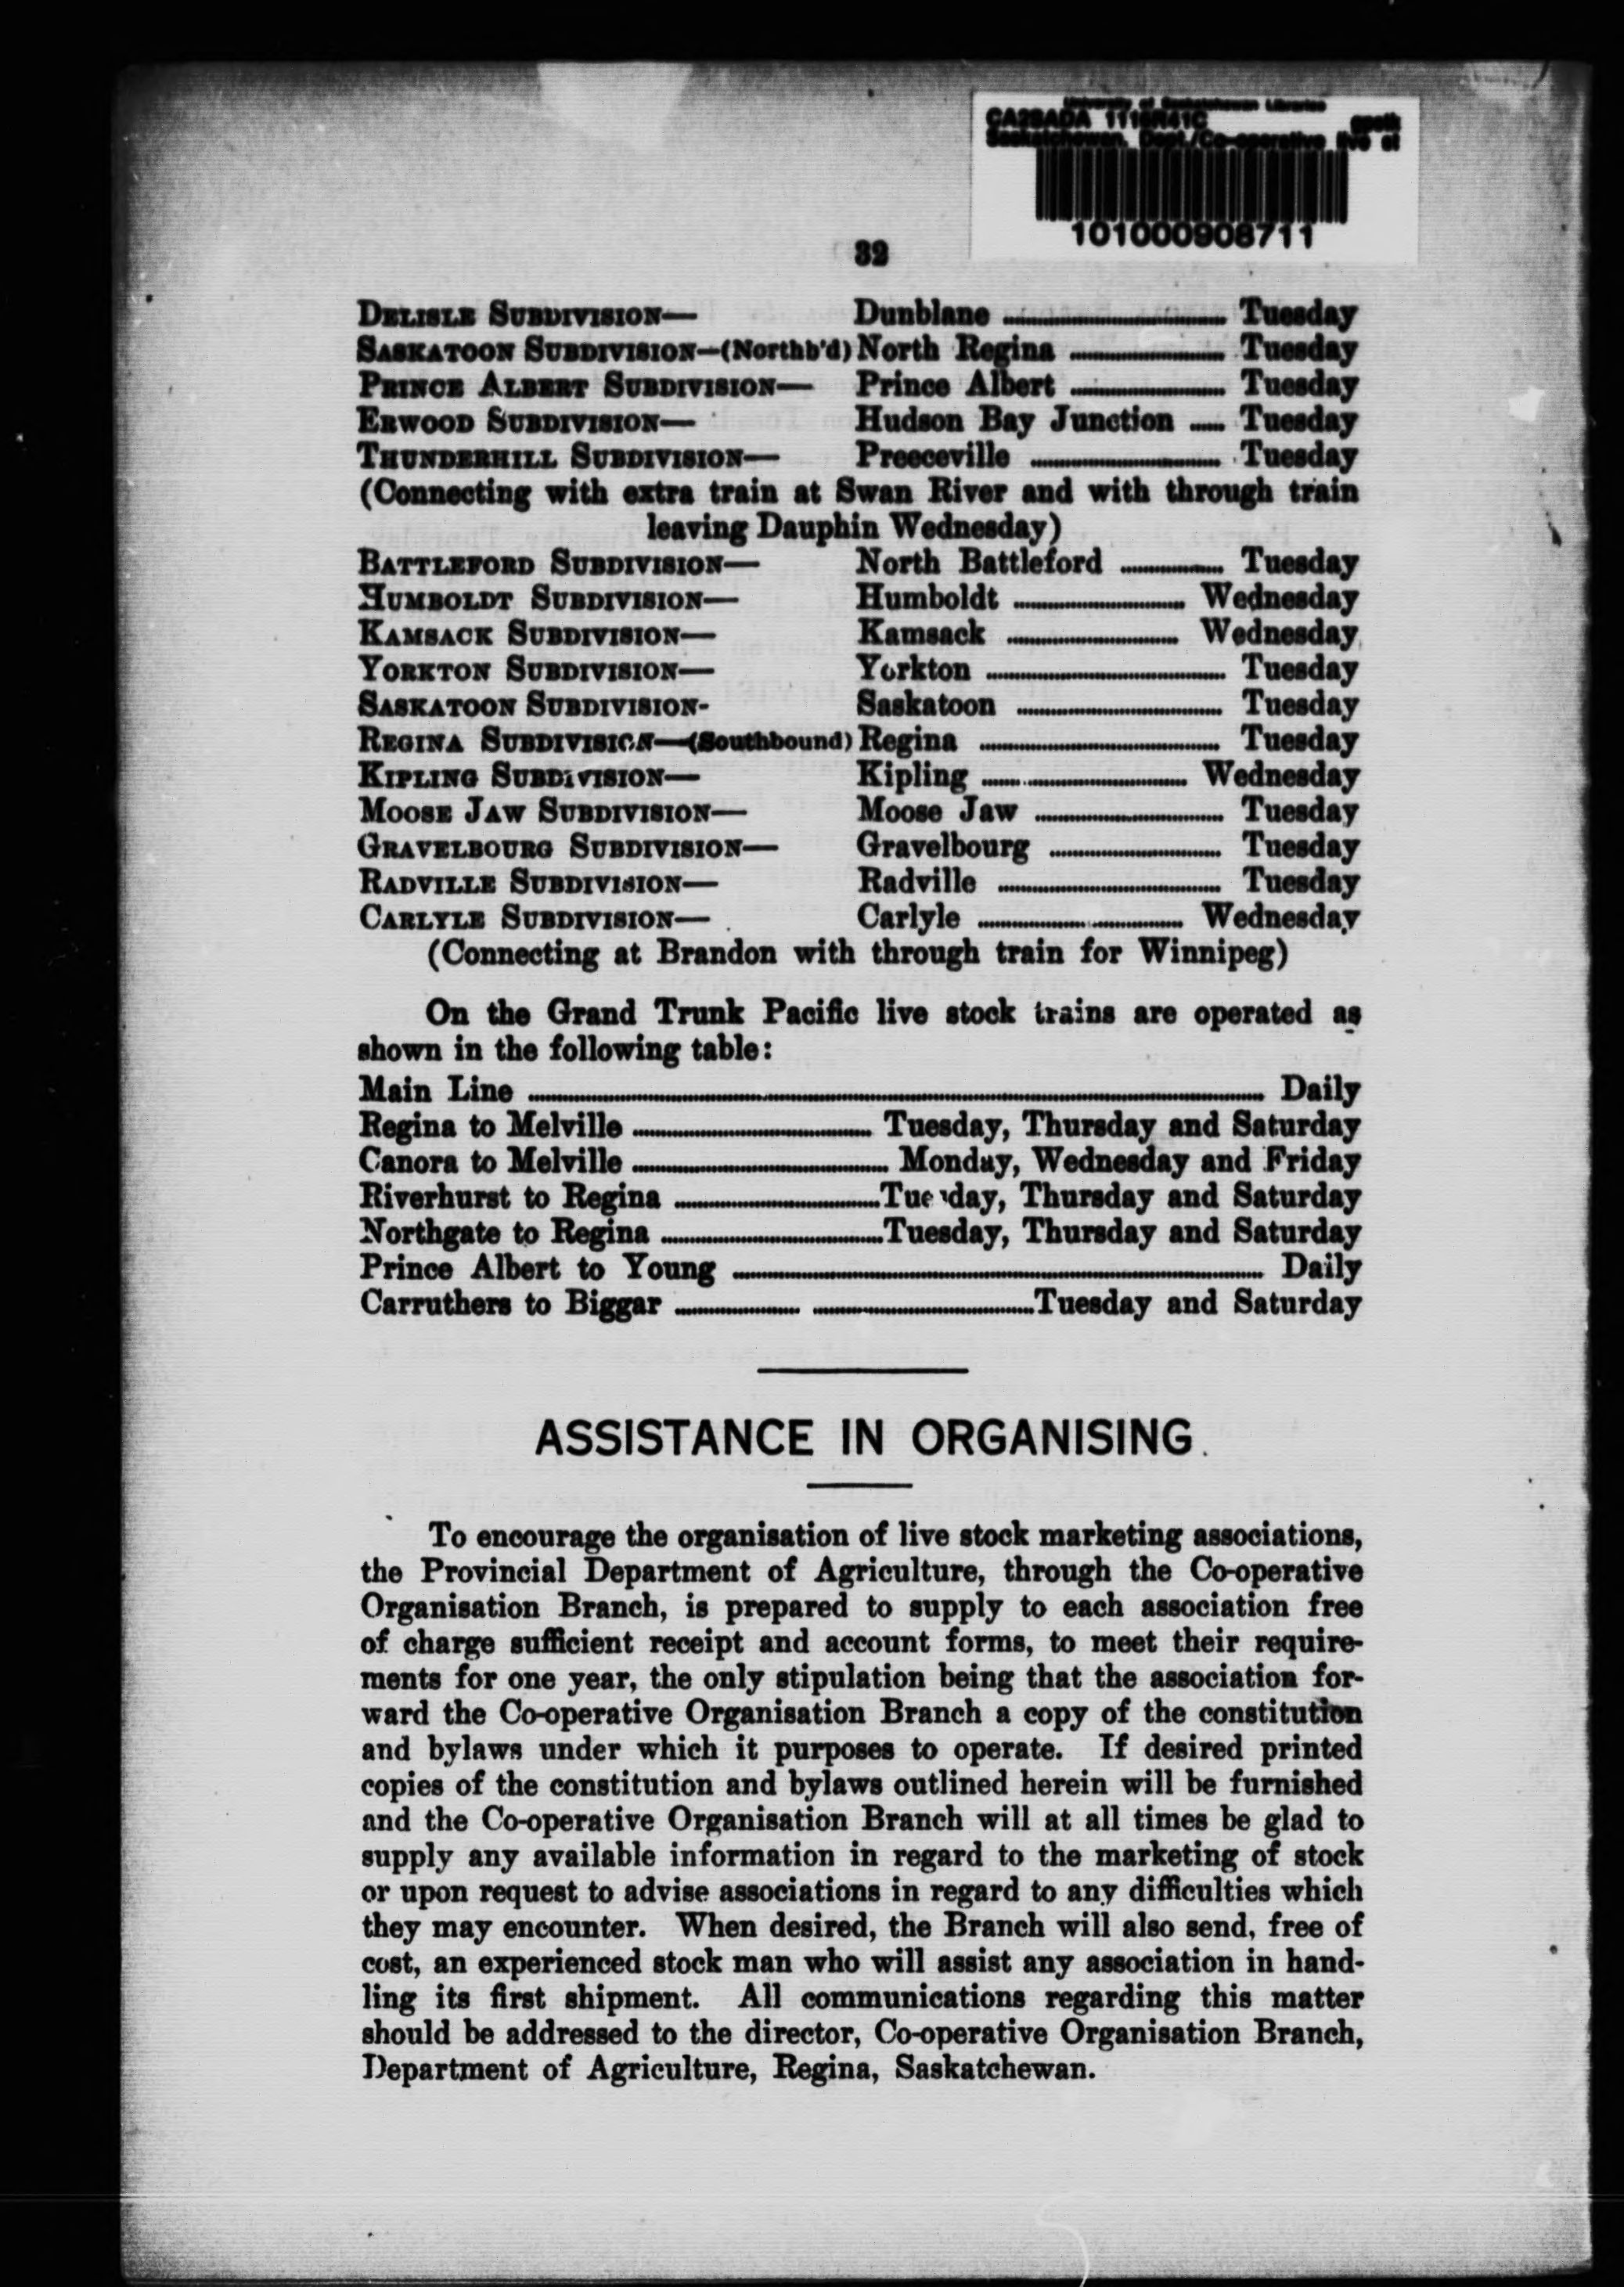 University of Saskatchewan Libraries
CA2SADA 1116R41C
Saskatchewan. Dept./Co-operative live st
101000908711
32
DELISLE SUBDIVISION— Dunblane ........ Tuesday
SASKATOON SUBDIVISION—(Northb'd) North Regina ........ Tuesday
PRINCE ALBERT SUBDIVISION— Prince Albert ........ Tuesday
ERWOOD SUBDIVISION— Hudson Bay Junction ........ Tuesday
THUNDERHILL SUBDIVISION— Preeceville ........ Tuesday
(Connecting with extra train at Swan River and with through train
leaving Dauphin Wednesday)
BATTLEFORD SUBDIVISION— North Battleford ........ Tuesday
HUMBOLDT SUBDIVISION— Humboldt ........ Wednesday
KAMSACK SUBDIVISION— Kamsack ........ Wednesday
YORKTON SUBDIVISION— Yorkton ........ Tuesday
SASKATOON SUBDIVISION- Saskatoon ........ Tuesday
REGINA SUBDIVISION—(Southbound) Regina ........ Tuesday
KIPLING SUBDIVISION— Kipling ........ Wednesday
MOOSE JAW SUBDIVISION— Moose Jaw ........ Tuesday
GRAVELBOURG SUBDIVISION— Gravelbourg ........ Tuesday
RADVILLE SUBDIVISION— Radville ........ Tuesday
CARLYLE SUBDIVISION— Carlyle ........ Wednesday
(Connecting at Brandon with through train for Winnipeg)
On the Grand Trunk Pacific live stock trains are operated as
shown in the following table:
Main Line ........ Daily
Regina to Melville ........ Tuesday, Thursday and Saturday
Canora to Melville ........ Monday, Wednesday and Friday
Riverhurst to Regina ........ Tuesday, Thursday and Saturday
Northgate to Regina ........ Tuesday, Thursday and Saturday
Prince Albert to Young ........ Daily
Carruthers to Biggar ........ Tuesday and Saturday
ASSISTANCE IN ORGANISING.
To encourage the organisation of live stock marketing associations,
the Provincial Department of Agriculture, through the Co-operative
Organisation Branch, is prepared to supply to each association free
of charge sufficient receipt and account forms, to meet their require-
ments for one year, the only stipulation being that the association for-
ward the Co-operative Organisation Branch a copy of the constitution
and bylaws under which it purposes to operate. If desired printed
copies of the constitution and bylaws outlined herein will be furnished
and the Co-operative Organisation Branch will at all times be glad to
supply any available information in regard to the marketing of stock
or upon request to advise associations in regard to any difficulties which
they may encounter. When desired, the Branch will also send, free of
cost, an experienced stock man who will assist any association in hand-
ling its first shipment. All communications regarding this matter
should be addressed to the director, Co-operative Organisation Branch,
Department of Agriculture, Regina, Saskatchewan.